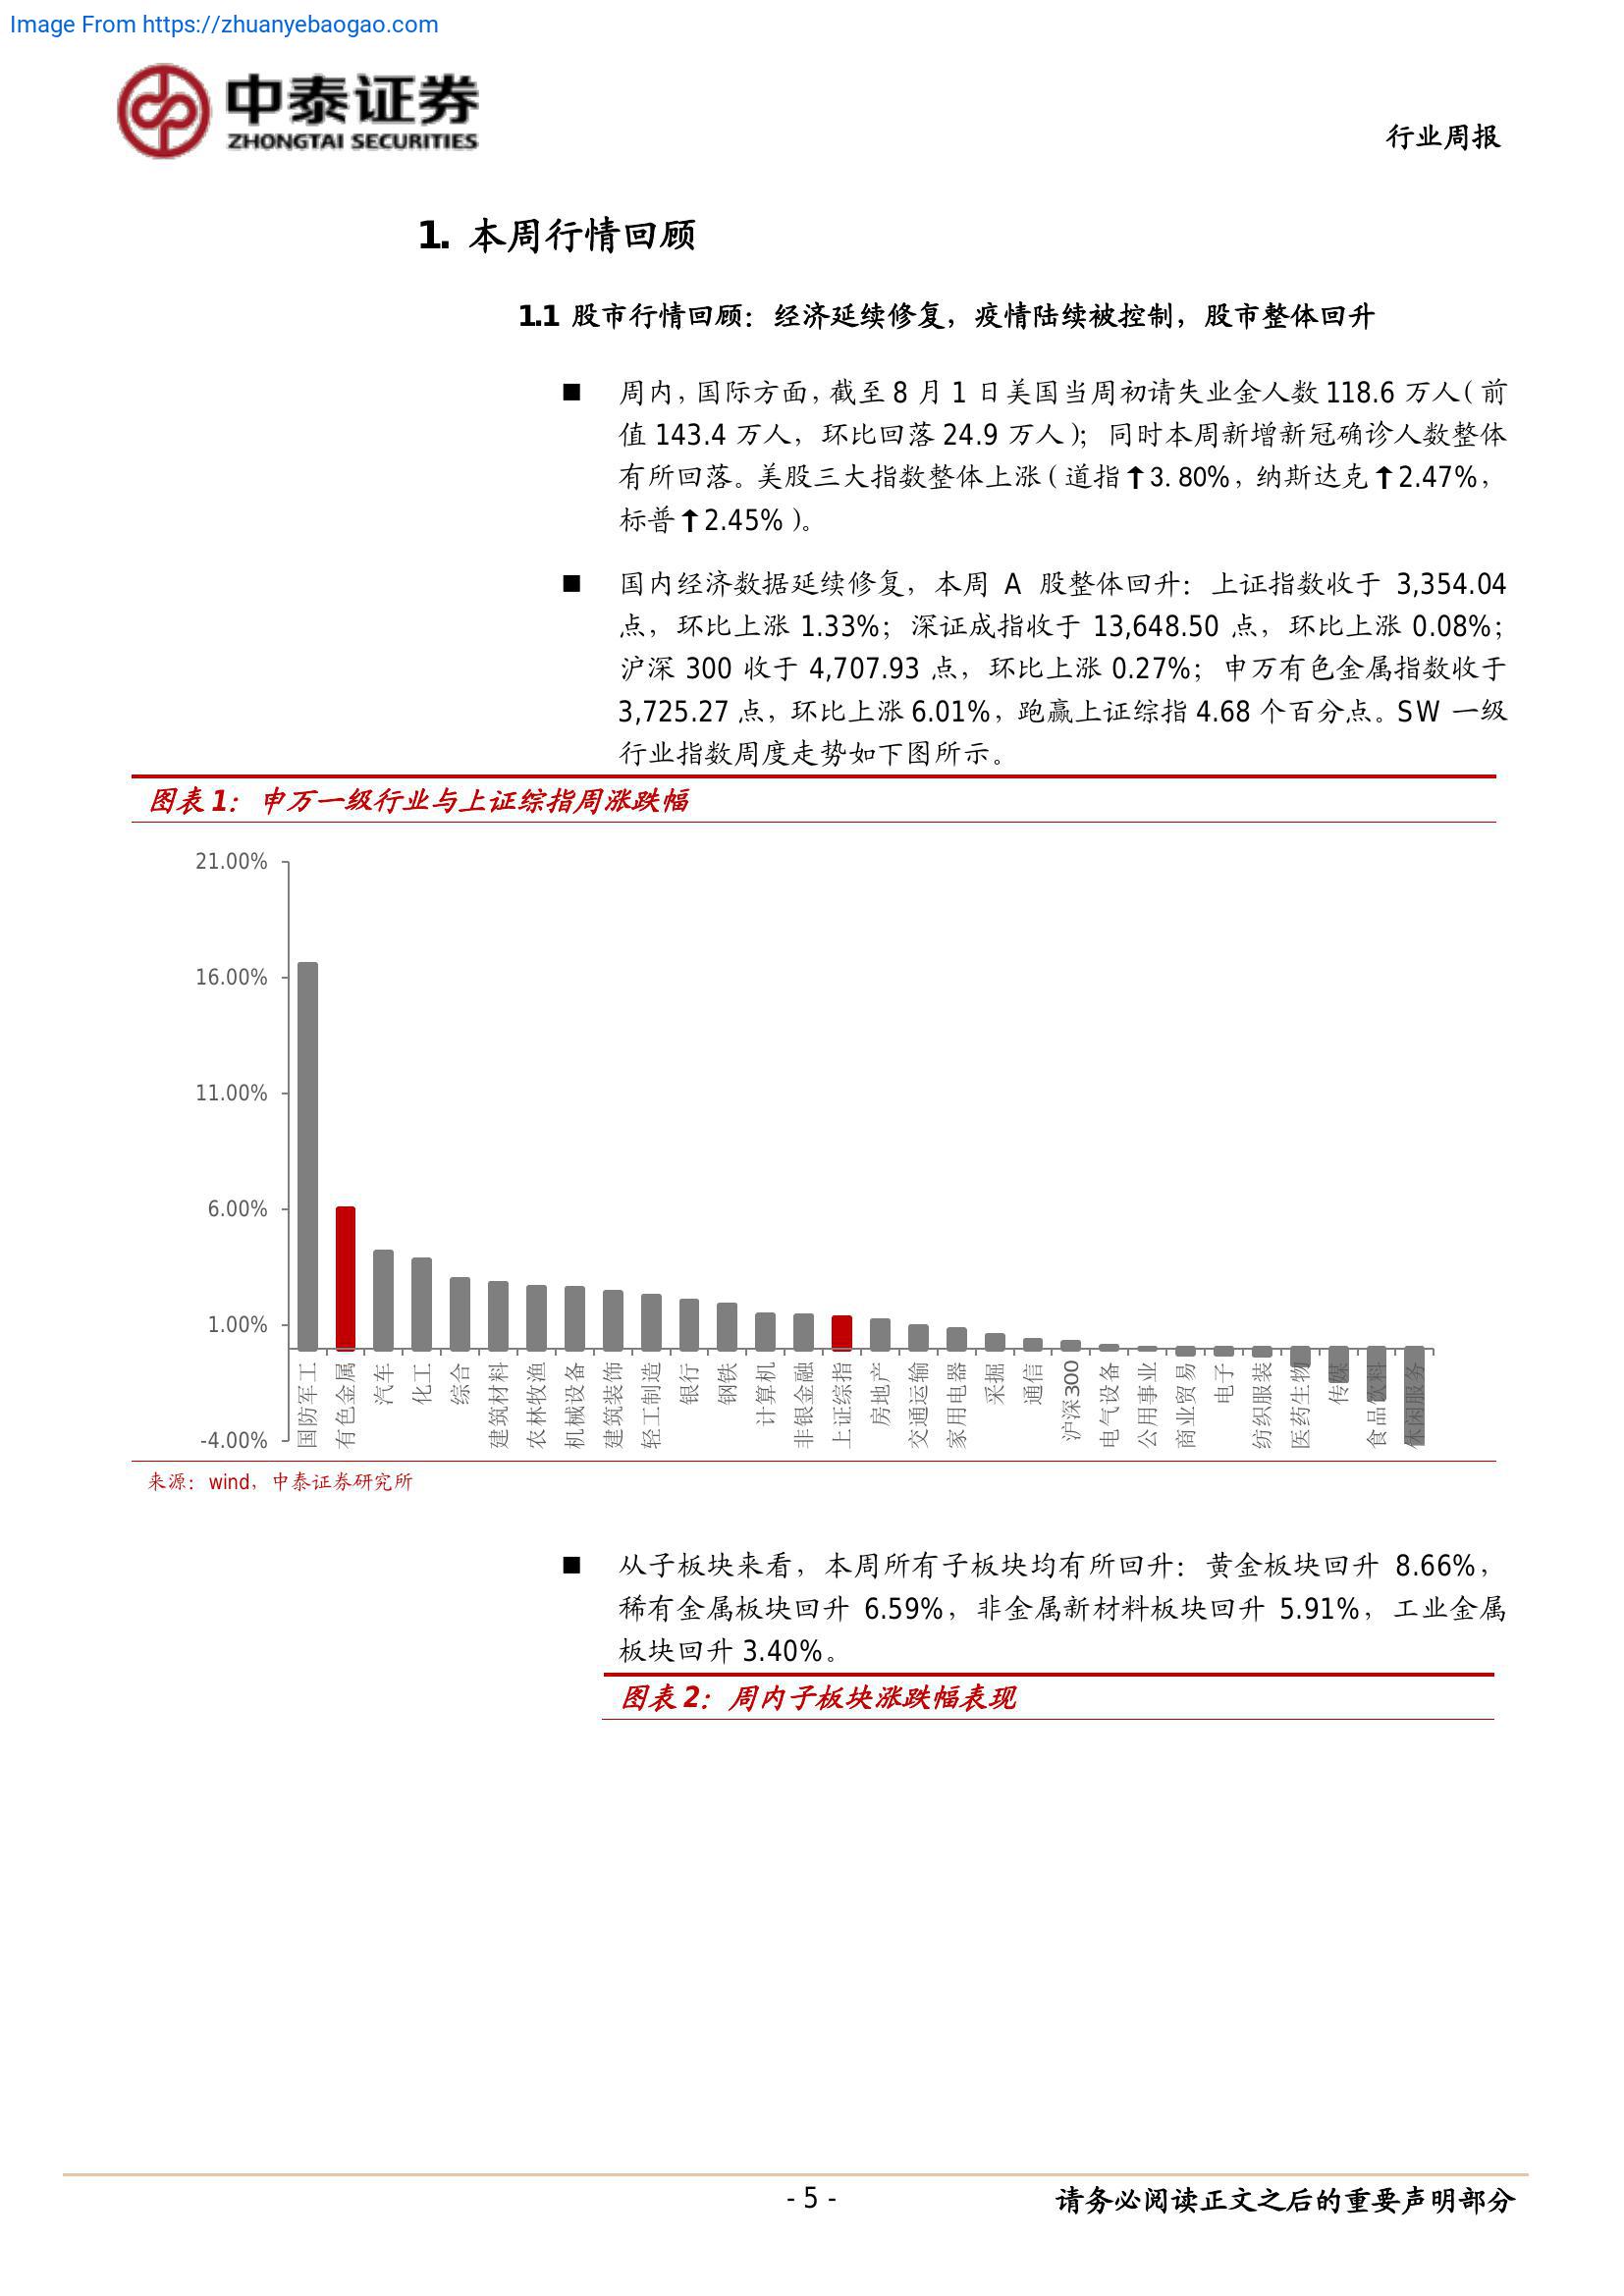 Image From https://zhuanyebaogao.com
中泰证券
ZHONGTAI SECURITIES
行业周报
1. 本周行情回顾
1.1 股市行情回顾：经济延续修复，疫情陆续被控制，股市整体回升
■ 周内，国际方面，截至 8 月 1 日美国当周初请失业金人数 118.6 万人（前
值 143.4 万人，环比回落 24.9 万人）；同时本周新增新冠确诊人数整体
有所回落。美股三大指数整体上涨（道指↑3. 80%，纳斯达克↑2.47%，
标普↑2.45%）。
■ 国内经济数据延续修复，本周 A 股整体回升：上证指数收于 3,354.04
点，环比上涨 1.33%；深证成指收于 13,648.50 点，环比上涨 0.08%；
沪深 300 收于 4,707.93 点，环比上涨 0.27%；申万有色金属指数收于
3,725.27 点，环比上涨 6.01%，跑赢上证综指 4.68 个百分点。SW 一级
行业指数周度走势如下图所示。
图表 1：申万一级行业与上证综指周涨跌幅
21.00%
16.00%
11.00%
6.00%
1.00%
-4.00%
国防军工
有色金属
汽车
化工
综合
建筑材料
农林牧渔
机械设备
建筑装饰
轻工制造
银行
钢铁
计算机
非银金融
上证综指
房地产
交通运输
家用电器
采掘
通信
沪深300
电气设备
公用事业
商业贸易
电子
纺织服装
医药生物
传媒
食品饮料
休闲服务
来源：wind，中泰证券研究所
■ 从子板块来看，本周所有子板块均有所回升：黄金板块回升 8.66%，
稀有金属板块回升 6.59%，非金属新材料板块回升 5.91%，工业金属
板块回升 3.40%。
图表 2：周内子板块涨跌幅表现
- 5 -
请务必阅读正文之后的重要声明部分